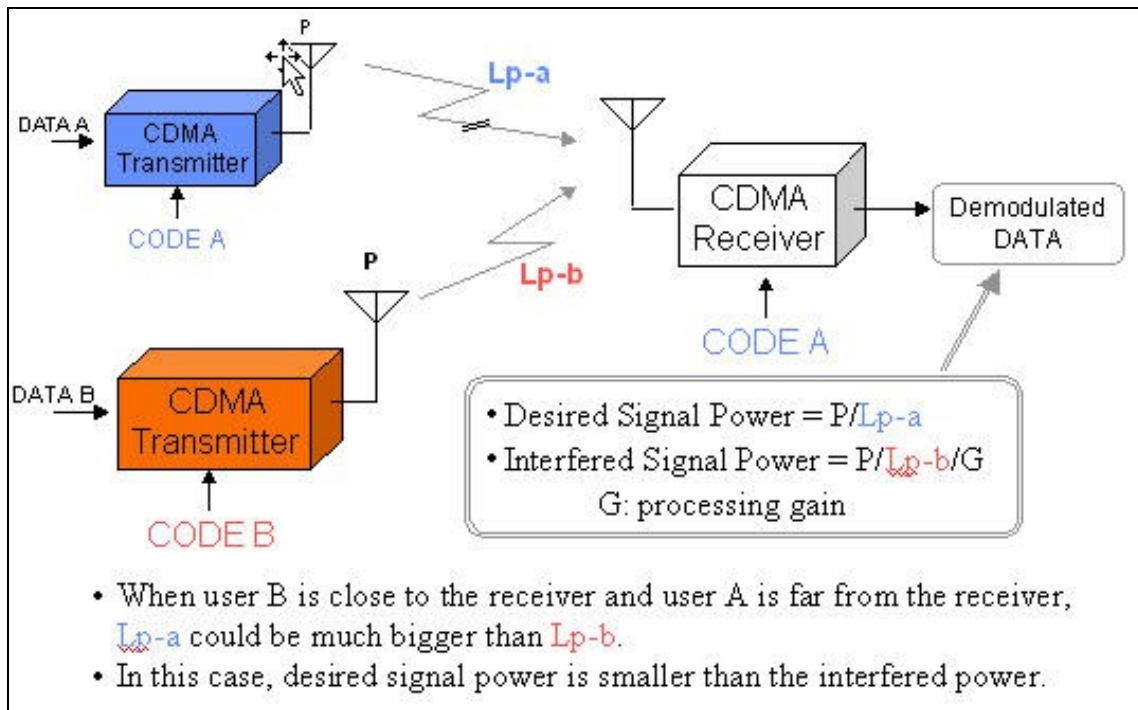 P
Lp-a
DATA A
CDMA
Transmitter
CODE A
CDMA
Receiver
Demodulated
DATA
CODE A
P
Lp-b
DATA B
CDMA
Transmitter
CODE B
• Desired Signal Power = P/Lp-a
• Interfered Signal Power = P/Lp-b/G
G: processing gain
• When user B is close to the receiver and user A is far from the receiver,
Lp-a could be much bigger than Lp-b.
• In this case, desired signal power is smaller than the interfered power.